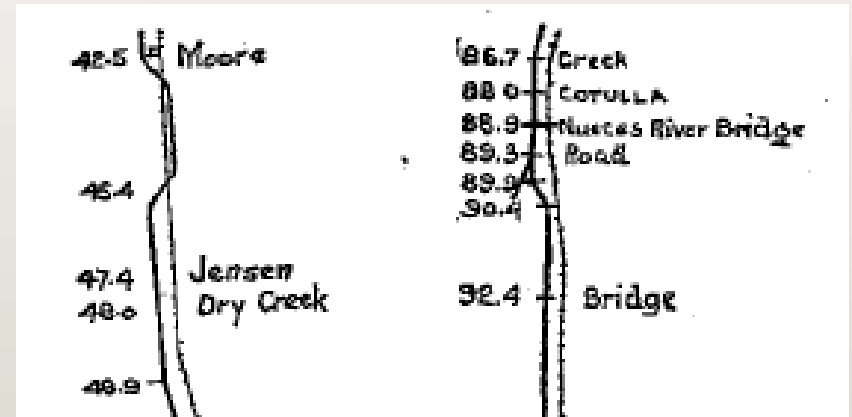 42.5 Moore
45.4
47.4 Jensen
48.0 Dry Creek
48.9
86.7 Creek
88.0 COTULLA
88.9 Nueces River Bridge
89.3 Road
89.9
90.4
92.4 Bridge